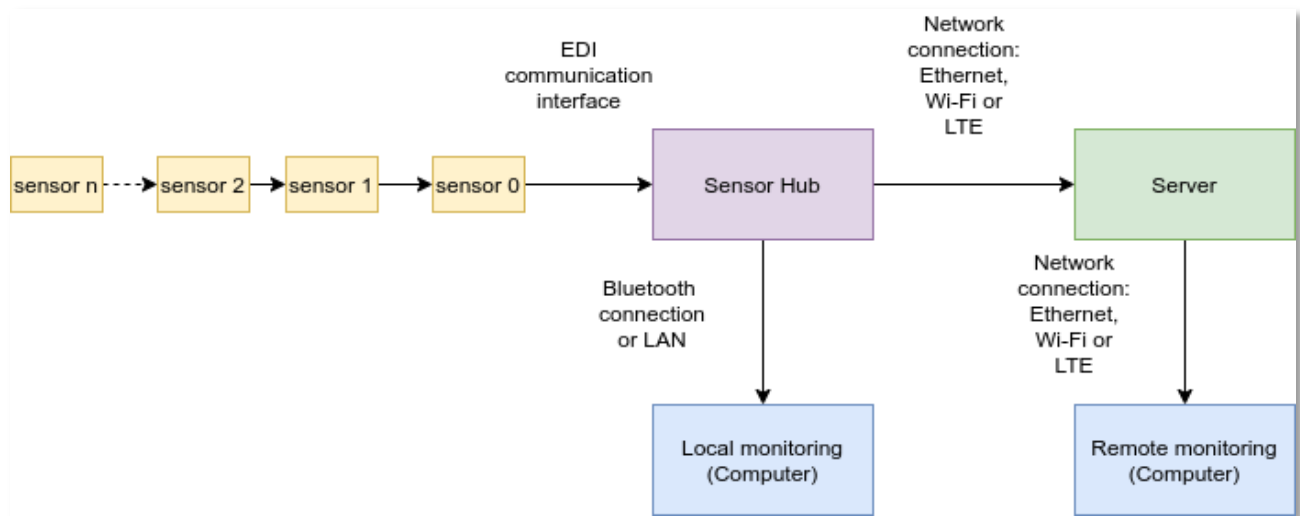 EDI
communication
interface
Network
connection:
Ethernet,
Wi-Fi or
LTE
sensor n
sensor 2
sensor 1
sensor 0
Sensor Hub
Server
Bluetooth
connection
or LAN
Network
connection:
Ethernet,
Wi-Fi or
LTE
Local monitoring
(Computer)
Remote monitoring
(Computer)